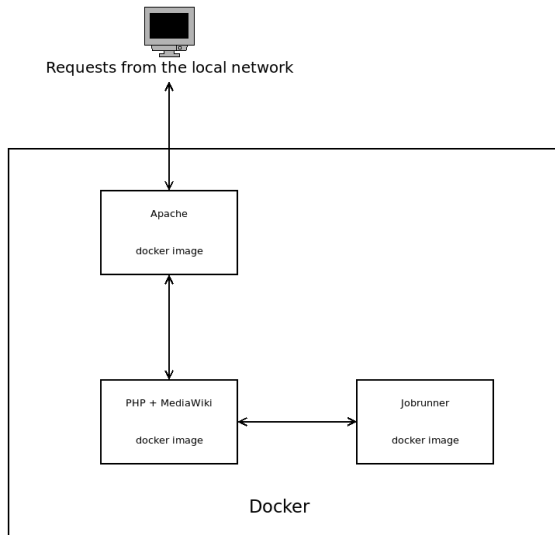 Requests from the local network
Apache
docker image
PHP + MediaWiki
docker image
Jobrunner
docker image
Docker